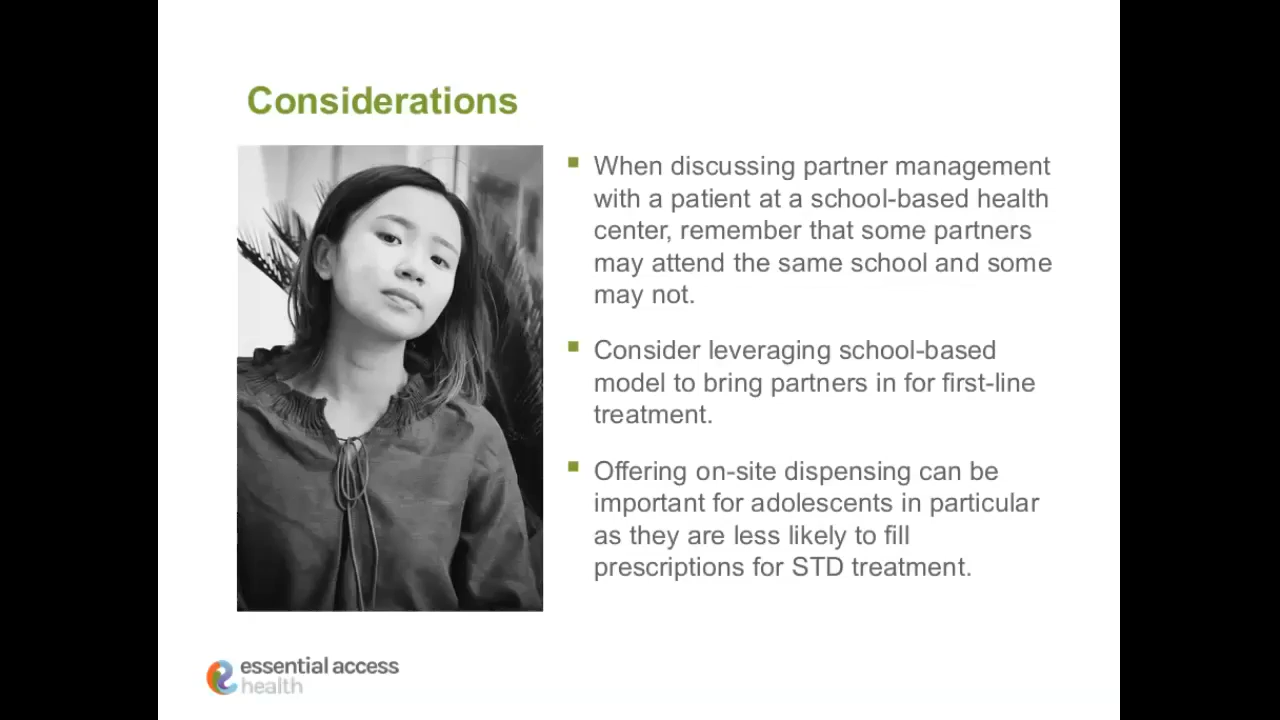 Considerations
When discussing partner management
with a patient at a school-based health
center, remember that some partners
may attend the same school and some
may not.
Consider leveraging school-based
model to bring partners in for first-line
treatment.
Offering on-site dispensing can be
important for adolescents in particular
as they are less likely to fill
prescriptions for STD treatment.
essential access
health